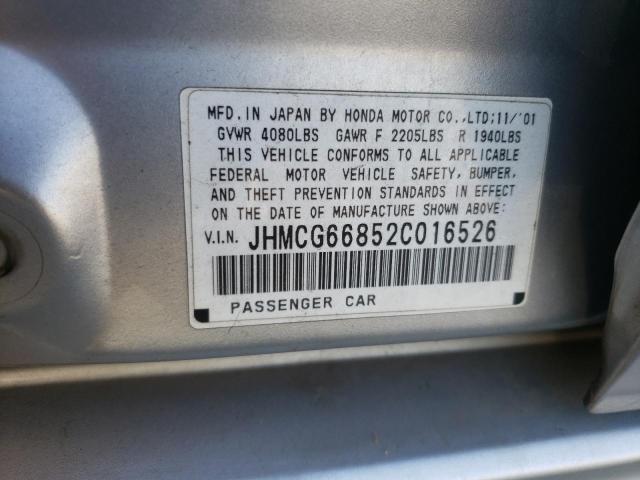 MFD. IN JAPAN BY HONDA MOTOR CO.,LTD;11/'01
GVWR 4080LBS GAWR F 2205LBS R 1940LBS
THIS VEHICLE CONFORMS TO ALL APPLICABLE
FEDERAL MOTOR VEHICLE SAFETY, BUMPER,
AND THEFT PREVENTION STANDARDS IN EFFECT
ON THE DATE OF MANUFACTURE SHOWN ABOVE:
V.I.N. JHMCG66852C016526
PASSENGER CAR